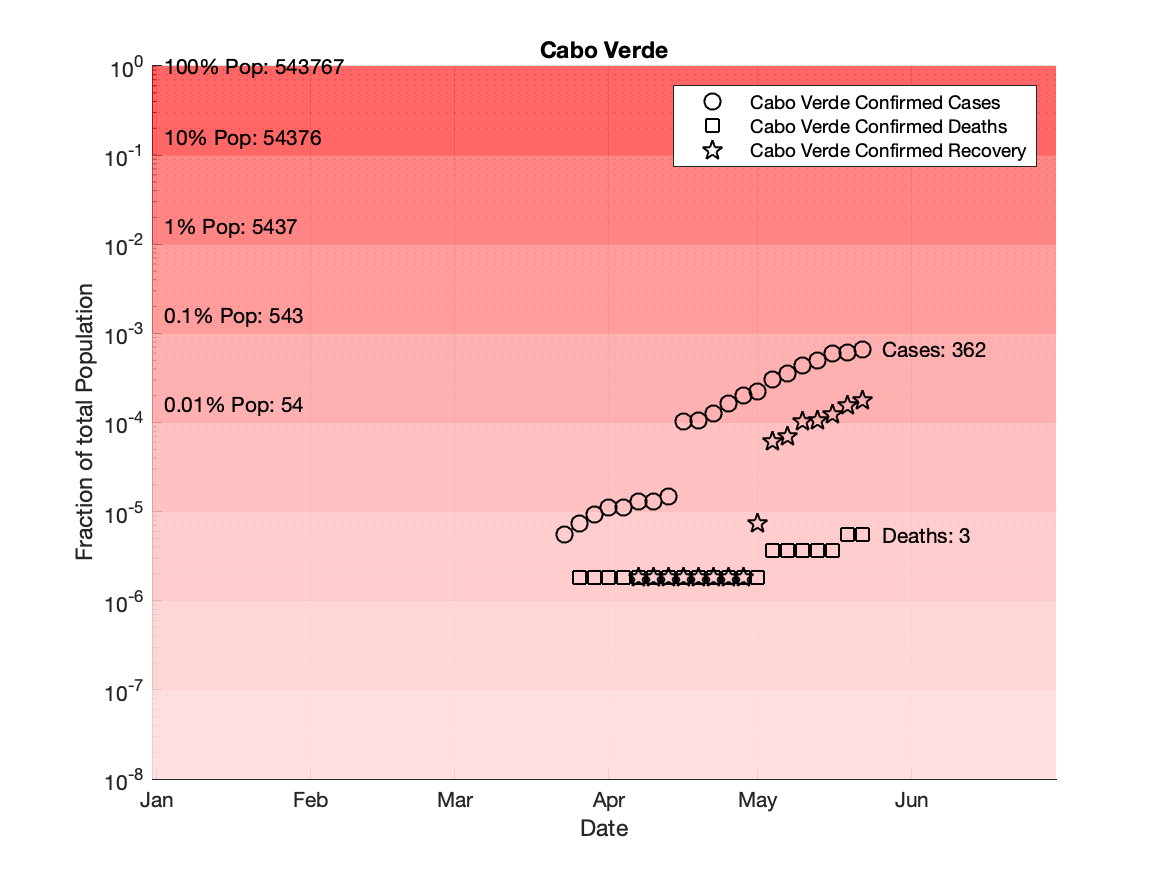 Cabo Verde
10^0
10^-1
10^-2
10^-3
10^-4
10^-5
10^-6
10^-7
10^-8
Fraction of total Population
100% Pop: 543767
10% Pop: 54376
1% Pop: 5437
0.1% Pop: 543
0.01% Pop: 54
Cabo Verde Confirmed Cases
Cabo Verde Confirmed Deaths
Cabo Verde Confirmed Recovery
Cases: 362
Deaths: 3
Jan Feb Mar Apr May Jun
Date